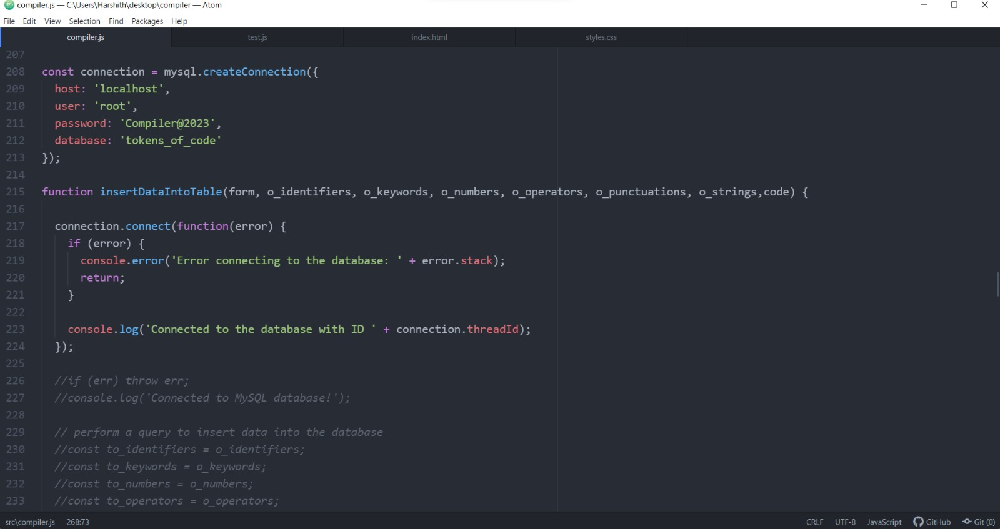 compiler.js — C:\Users\Harshith\desktop\compiler — Atom
File Edit View Selection Find Packages Help
compiler.js test.js index.html styles.css
207
208 const connection = mysql.createConnection({
209 host: 'localhost',
210 user: 'root',
211 password: 'Compiler@2023',
212 database: 'tokens_of_code'
213 });
214
215 function insertDataIntoTable(form, o_identifiers, o_keywords, o_numbers, o_operators, o_punctuations, o_strings,code) {
216
217 connection.connect(function(error) {
218 if (error) {
219 console.error('Error connecting to the database: ' + error.stack);
220 return;
221 }
222
223 console.log('Connected to the database with ID ' + connection.threadId);
224 });
225
226 //if (err) throw err;
227 //console.log('Connected to MySQL database!');
228
229 // perform a query to insert data into the database
230 //const to_identifiers = o_identifiers;
231 //const to_keywords = o_keywords;
232 //const to_numbers = o_numbers;
233 //const to_operators = o_operators;
src\compiler.js 268:73 CRLF UTF-8 JavaScript GitHub Git (0)